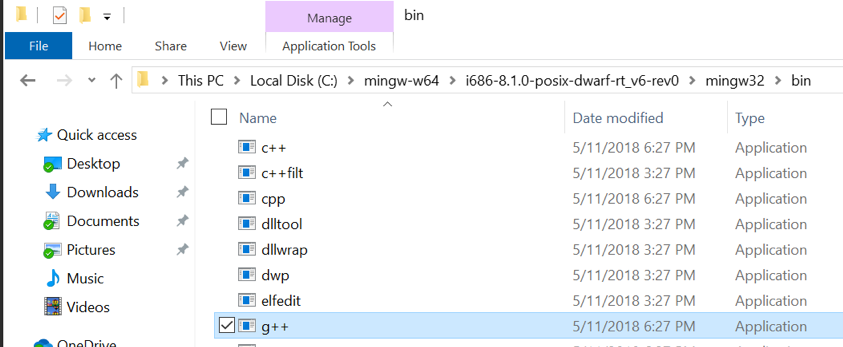 Manage
bin
File
Home
Share
View
Application Tools
This PC
Local Disk (C:)
mingw-w64
i686-8.1.0-posix-dwarf-rt_v6-rev0
mingw32
bin
Name
Date modified
Type
Quick access
Desktop
Downloads
Documents
Pictures
Music
Videos
OneDrive
c++ 5/11/2018 6:27 PM Application
c++filt 5/11/2018 3:27 PM Application
cpp 5/11/2018 6:27 PM Application
dlltool 5/11/2018 3:27 PM Application
dllwrap 5/11/2018 3:27 PM Application
dwp 5/11/2018 3:27 PM Application
elfedit 5/11/2018 3:27 PM Application
g++ 5/11/2018 6:27 PM Application